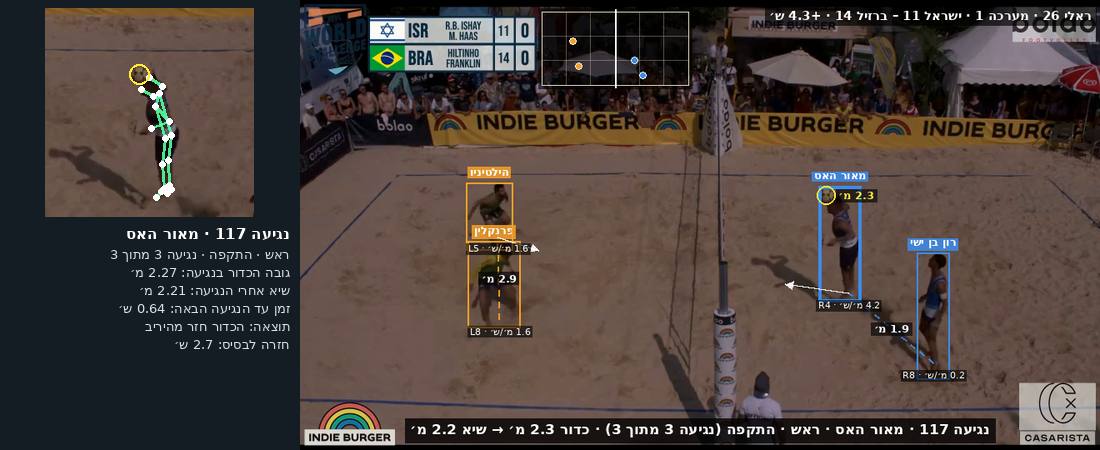 ראלי 26 · מערכה 1 · ישראל 11 – ברזיל 14 · +4.3 ש׳
ISR R.B. ISHAY M. HAAS 11 0
BRA HILTINHO FRANKLIN 14 0
bolao
INDIE BURGER
INDIE BURGER
INDIE BURGER
bolao
bolao
CASARISTA
הילטיניו
פרנקלין
L5 · 1.6 מ׳/ש׳
2.9 מ׳
L8 · 1.6 מ׳/ש׳
מאור האס
2.3 מ׳
R4 · 4.2 מ׳/ש׳
רון בן ישי
1.9 מ׳
R8 · 0.2 מ׳/ש׳
נגיעה 117 · מאור האס
ראש · התקפה · נגיעה 3 מתוך 3
גובה הכדור בנגיעה: 2.27 מ׳
שיא אחרי הנגיעה: 2.21 מ׳
זמן עד הנגיעה הבאה: 0.64 ש׳
תוצאה: הכדור חזר מהיריב
חזרה לבסיס: 2.7 ש׳
נגיעה 117 · מאור האס · ראש · התקפה (נגיעה 3 מתוך 3) · כדור 2.3 מ׳ → שיא 2.2 מ׳
INDIE BURGER
CASARISTA